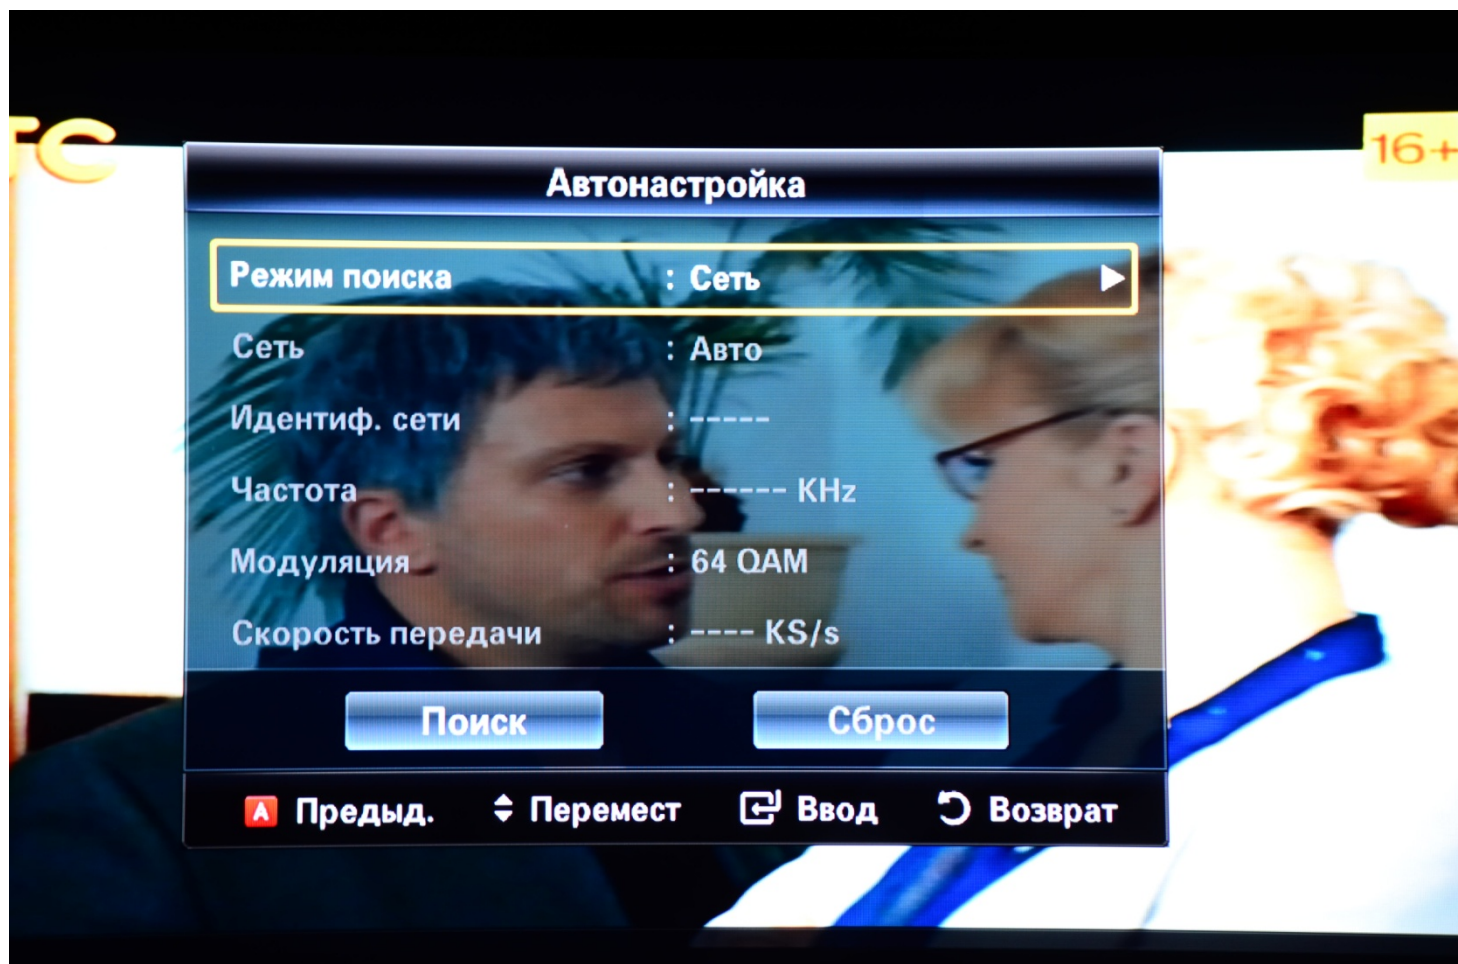 ТС
16+
Автонастройка
Режим поиска : Сеть
Сеть : Авто
Идентиф. сети : -----
Частота : ------ KHz
Модуляция : 64 QAM
Скорость передачи : ---- KS/s
Поиск Сброс
A Предыд. Перемест Ввод Возврат